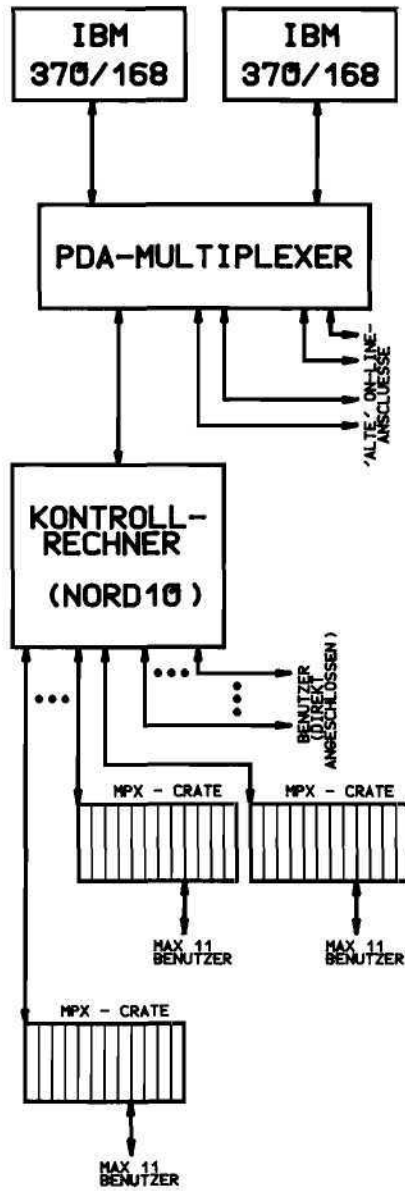 IBM
370/168
IBM
370/168
PDA-MULTIPLEXER
'ALTE' ON-LINE-
AMSCLUESSE
KONTROLL-
RECHNER
(NORD10)
BENUTZER
(DIREKT
ANGESCHLOSSEN)
MPX - CRATE
MPX - CRATE
MAX 11
BENUTZER
MAX 11
BENUTZER
MPX - CRATE
MAX 11
BENUTZER